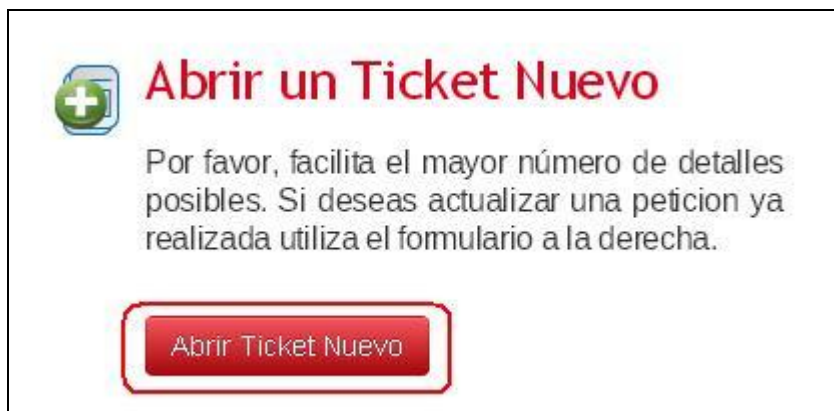 Abrir un Ticket Nuevo
Por favor, facilita el mayor número de detalles
posibles. Si deseas actualizar una peticion ya
realizada utiliza el formulario a la derecha.
Abrir Ticket Nuevo